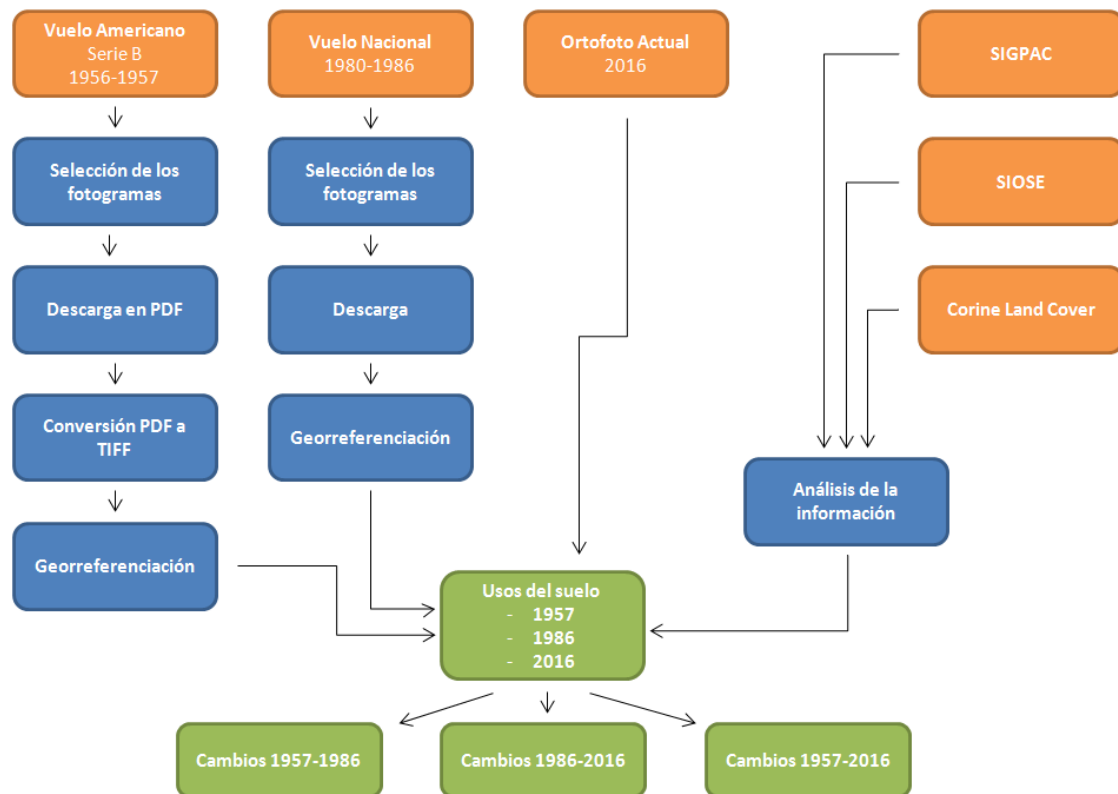 Vuelo Americano
Serie B
1956-1957
Vuelo Nacional
1980-1986
Ortofoto Actual
2016
SIGPAC
Selección de los
fotogramas
Selección de los
fotogramas
SIOSE
Descarga en PDF
Descarga
Corine Land Cover
Conversión PDF a
TIFF
Georreferenciación
Análisis de la
información
Georreferenciación
Usos del suelo
- 1957
- 1986
- 2016
Cambios 1957-1986
Cambios 1986-2016
Cambios 1957-2016